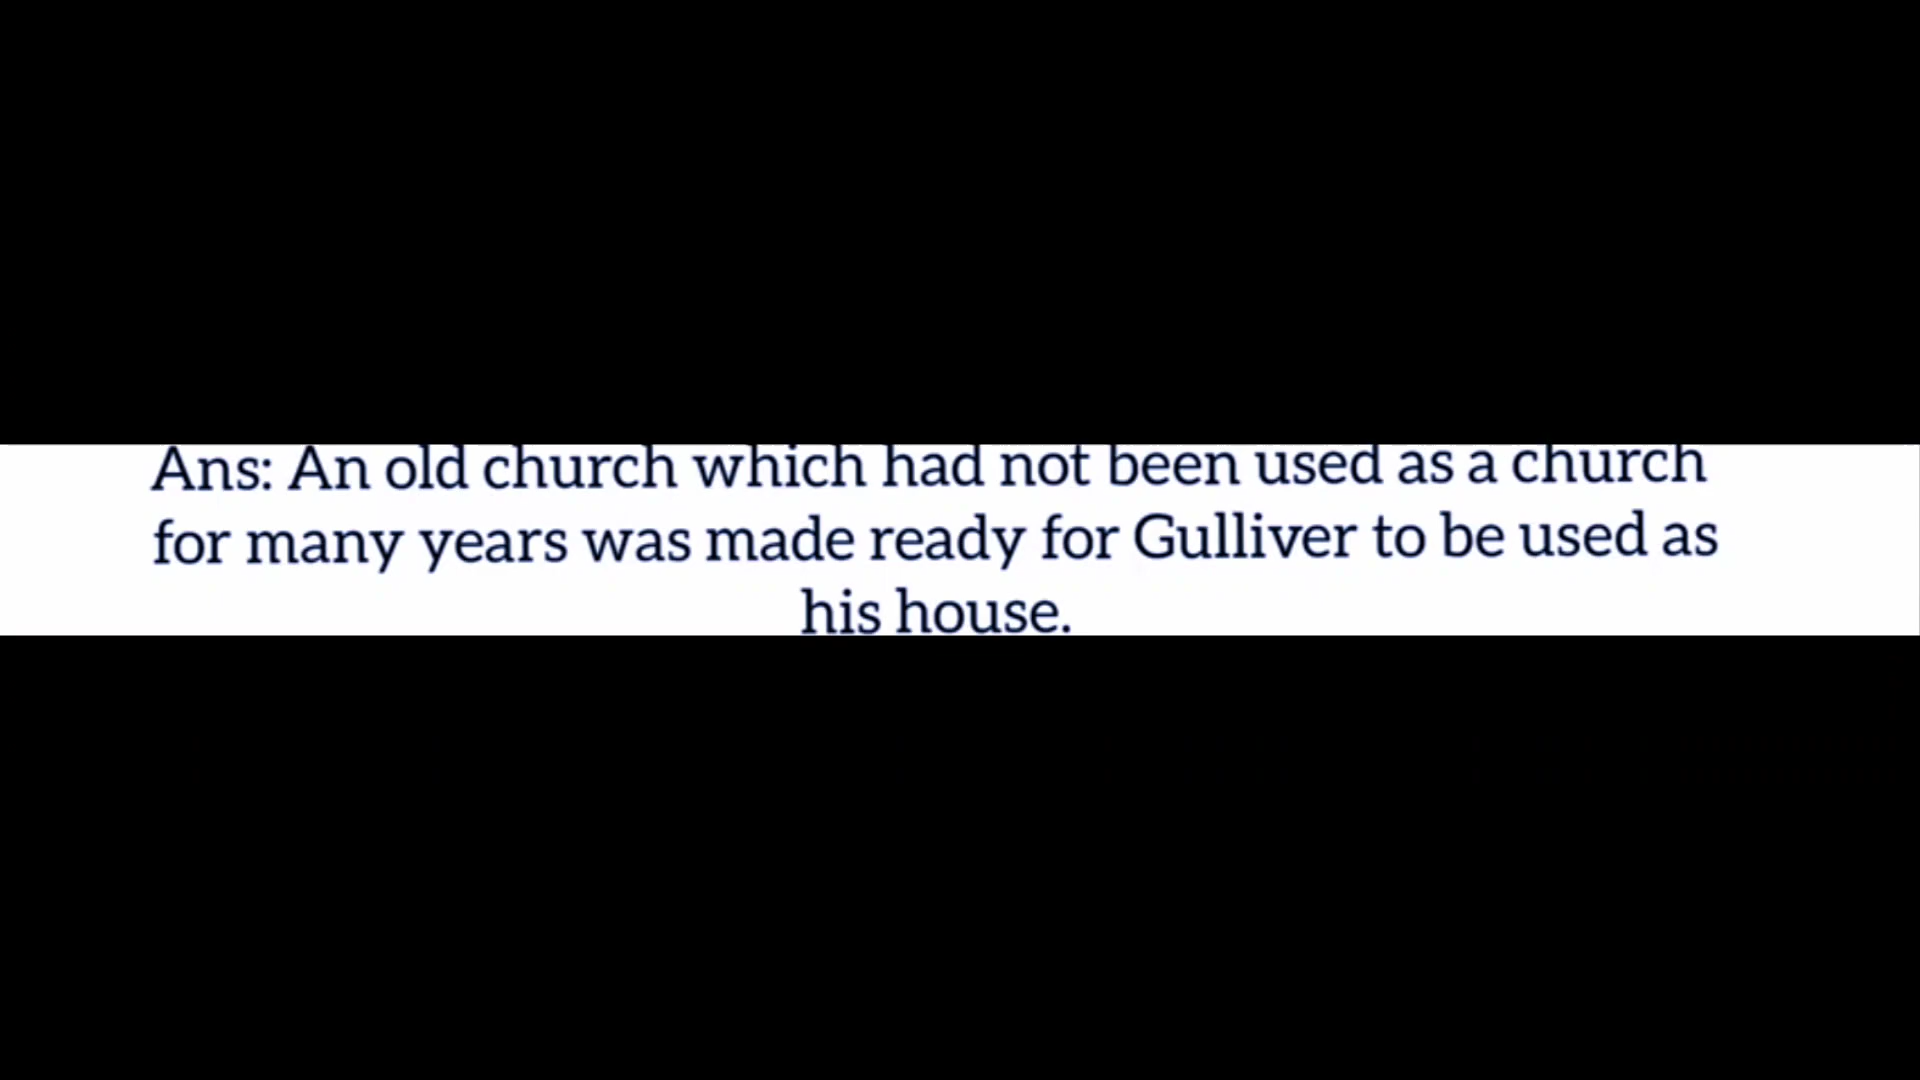 Ans: An old church which had not been used as a church
for many years was made ready for Gulliver to be used as
his house.